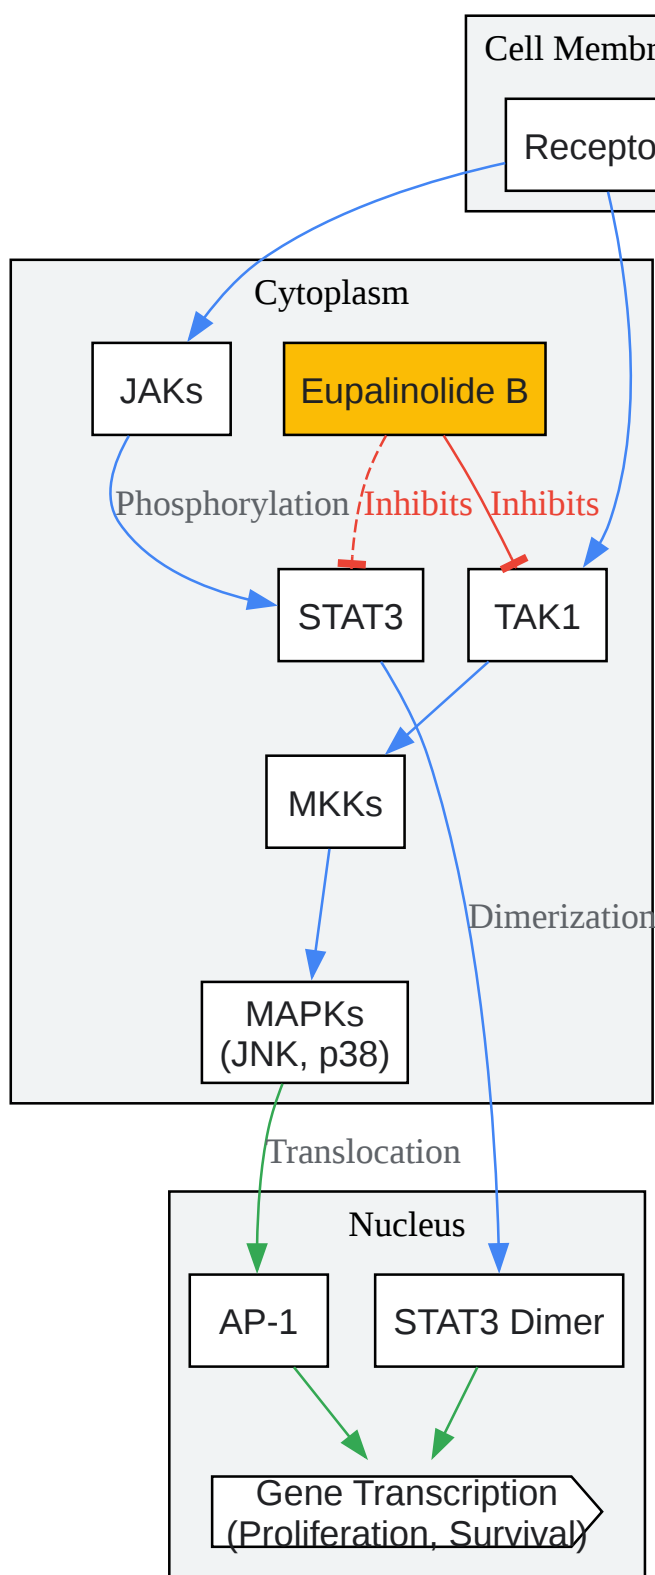 Cell Membr
Recepto
Cytoplasm
JAKs
Eupalinolide B
Phosphorylation
Inhibits
Inhibits
STAT3
TAK1
MKKs
Dimerization
MAPKs
(JNK, p38)
Translocation
Nucleus
AP-1
STAT3 Dimer
Gene Transcription
(Proliferation, Survival)